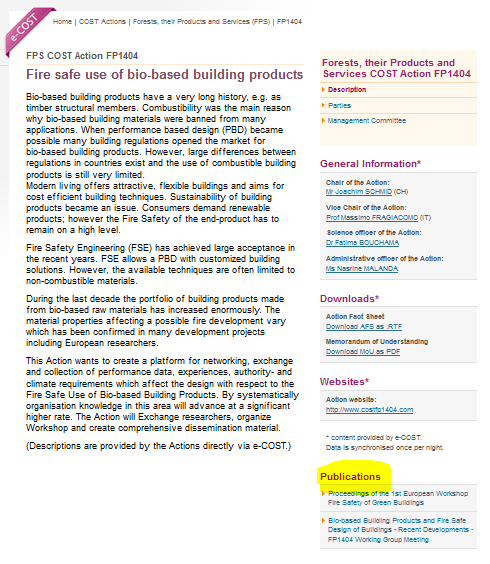 e-COST
Home | COST Actions | Forests, their Products and Services (FPS) | FP1404
FPS COST Action FP1404
Fire safe use of bio-based building products
Bio-based building products have a very long history, e.g. as
timber structural members. Combustibility was the main reason
why bio-based building materials were banned from many
applications. When performance based design (PBD) became
possible many building regulations opened the market for
bio-based building products. However, large differences between
regulations in countries exist and the use of combustible building
products is still very limited.
Modern living offers attractive, flexible buildings and aims for
cost efficient building techniques. Sustainability of building
products became an issue. Consumers demand renewable
products; however the Fire Safety of the end-product has to
remain on a high level.
Fire Safety Engineering (FSE) has achieved large acceptance in
the recent years. FSE allows a PBD with customized building
solutions. However, the available techniques are often limited to
non-combustible materials.
During the last decade the portfolio of building products made
from bio-based raw materials has increased enormously. The
material properties affecting a possible fire development vary
which has been confirmed in many development projects
including European researchers.
This Action wants to create a platform for networking, exchange
and collection of performance data, experiences, authority- and
climate requirements which affect the design with respect to the
Fire Safe Use of Bio-based Building Products. By systematically
organisation knowledge in this area will advance at a significant
higher rate. The Action will Exchange researchers, organize
Workshop and create comprehensive dissemination material.
(Descriptions are provided by the Actions directly via e-COST.)
Forests, their Products and
Services COST Action FP1404
Description
Parties
Management Committee
General Information*
Chair of the Action:
Mr Joachim SCHMID (CH)
Vice Chair of the Action:
Prof Massimo FRAGIACOMO (IT)
Science officer of the Action:
Dr Fatima BOUCHAMA
Administrative officer of the Action:
Ms Nasrine MALANDA
Downloads*
Action Fact Sheet
Download AFS as .RTF
Memorandum of Understanding
Download MoU as PDF
Websites*
Action website:
http://www.costfp1404.com
* content provided by e-COST.
Data is synchronised once per night.
Publications
Proceedings of the 1st European Workshop
Fire Safety of Green Buildings
Bio-based Building Products and Fire Safe
Design of Buildings - Recent Developments -
FP1404 Working Group Meeting